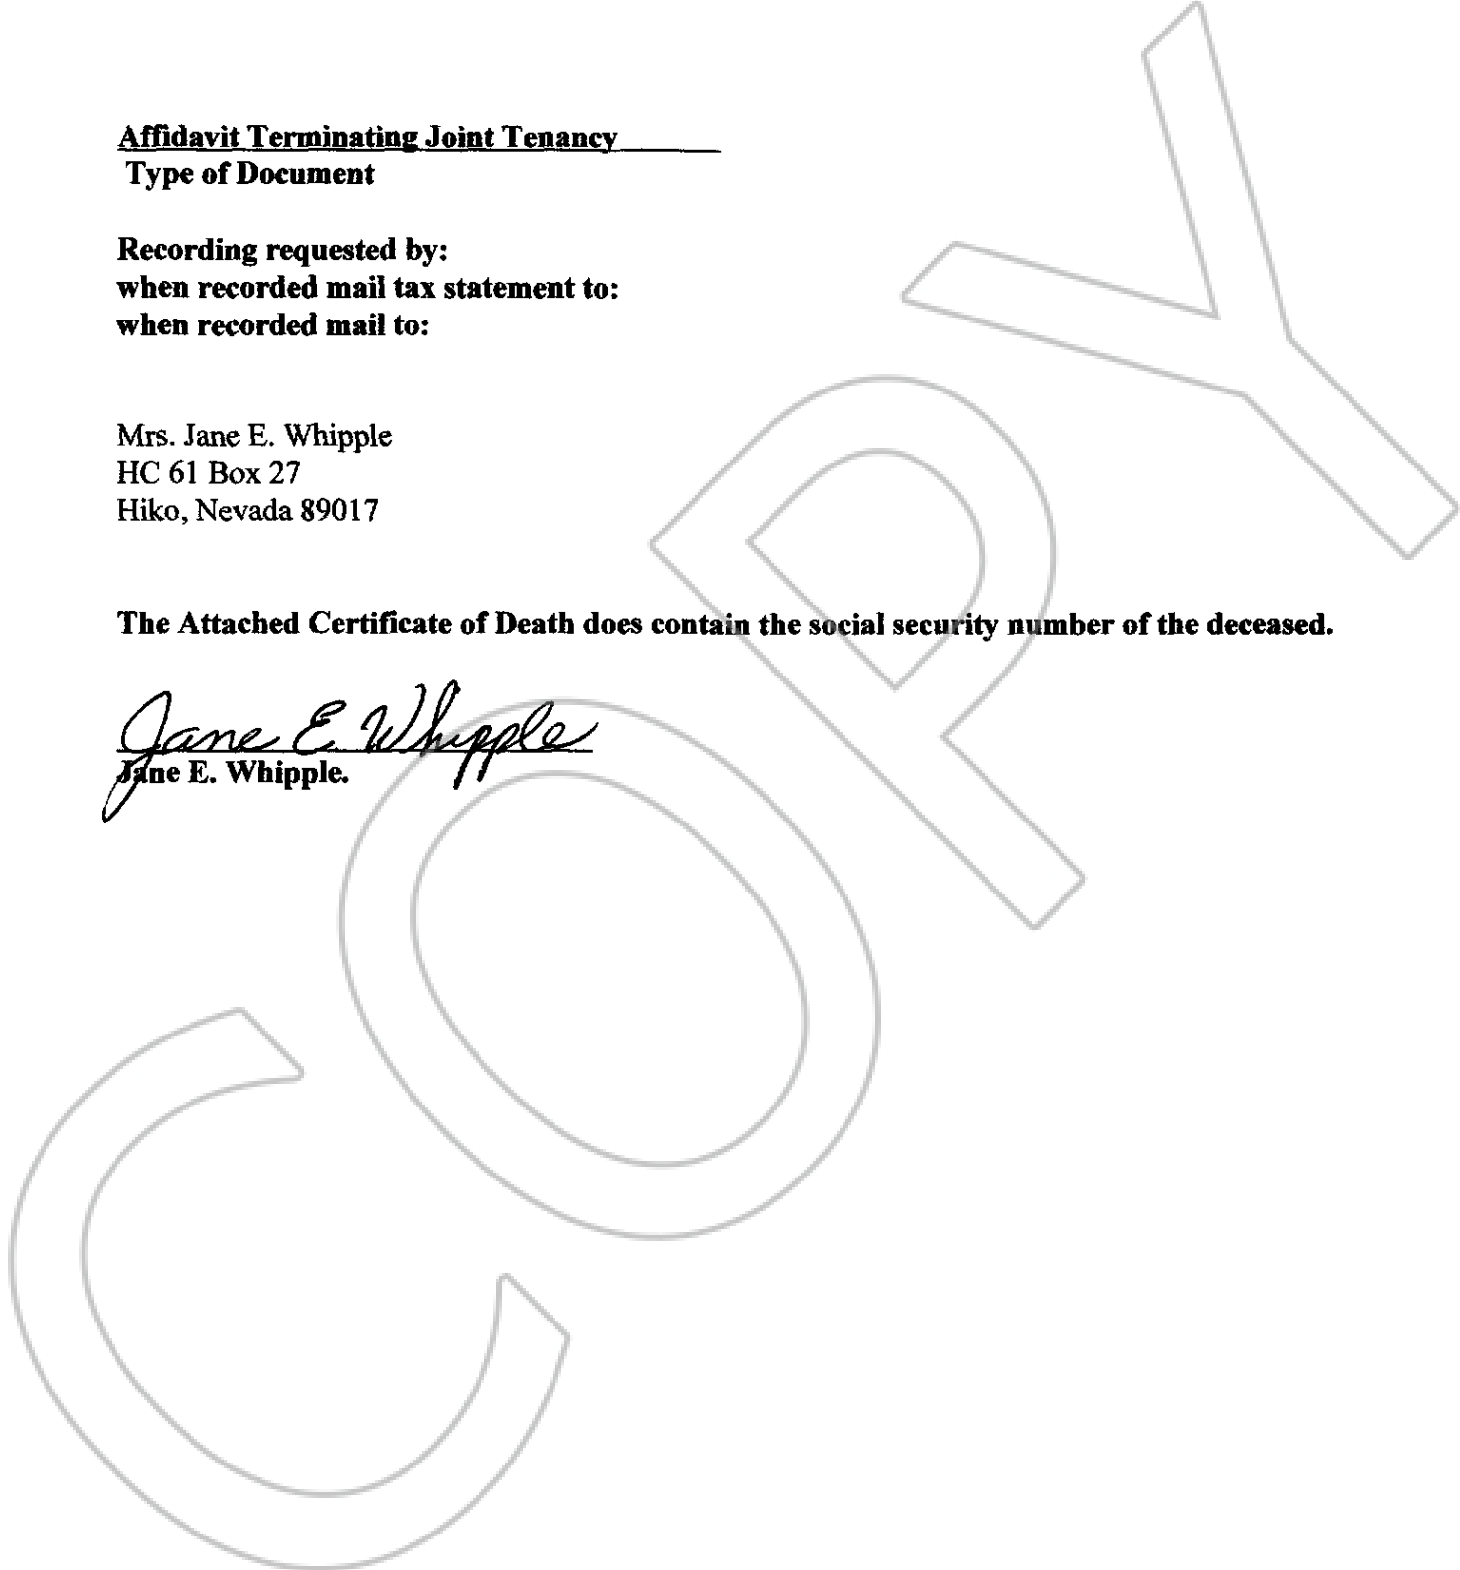 Affidavit Terminating Joint Tenancy
Type of Document
Recording requested by:
when recorded mail tax statement to:
when recorded mail to:
Mrs. Jane E. Whipple
HC 61 Box 27
Hiko, Nevada 89017
The Attached Certificate of Death does contain the social security number of the deceased.
Jane E. Whipple
Jane E. Whipple.
COPY